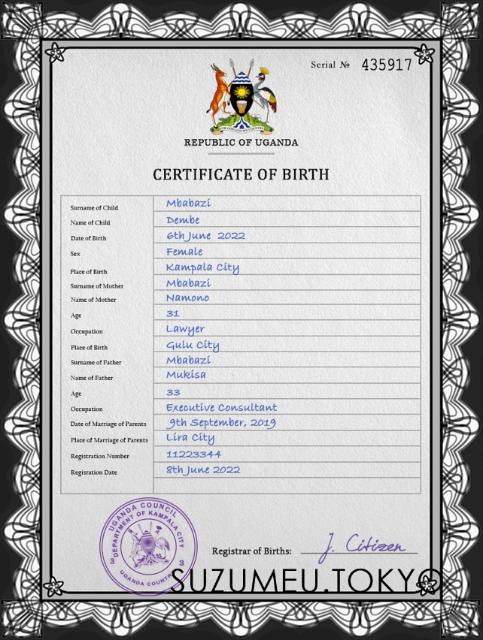 Serial № 435917
REPUBLIC OF UGANDA
CERTIFICATE OF BIRTH
Surname of Child Mbabazi
Name of Child Dembe
Date of Birth 6th June 2022
Sex Female
Place of Birth Kampala City
Surname of Mother Mbabazi
Name of Mother Namono
Age 31
Occupation Lawyer
Place of Birth Gulu City
Surname of Father Mbabazi
Name of Father Mukisa
Age 33
Occupation Executive Consultant
Date of Marriage of Parents 9th September, 2019
Place of Marriage of Parents Lira City
Registration Number 11223344
Registration Date 8th June 2022
UGANDA COUNCIL
DEPARTMENT OF KAMPALA CITY
UGANDA COUNTRY
Registrar of Births: J. Citizen
SUZUMEU.TOKYO